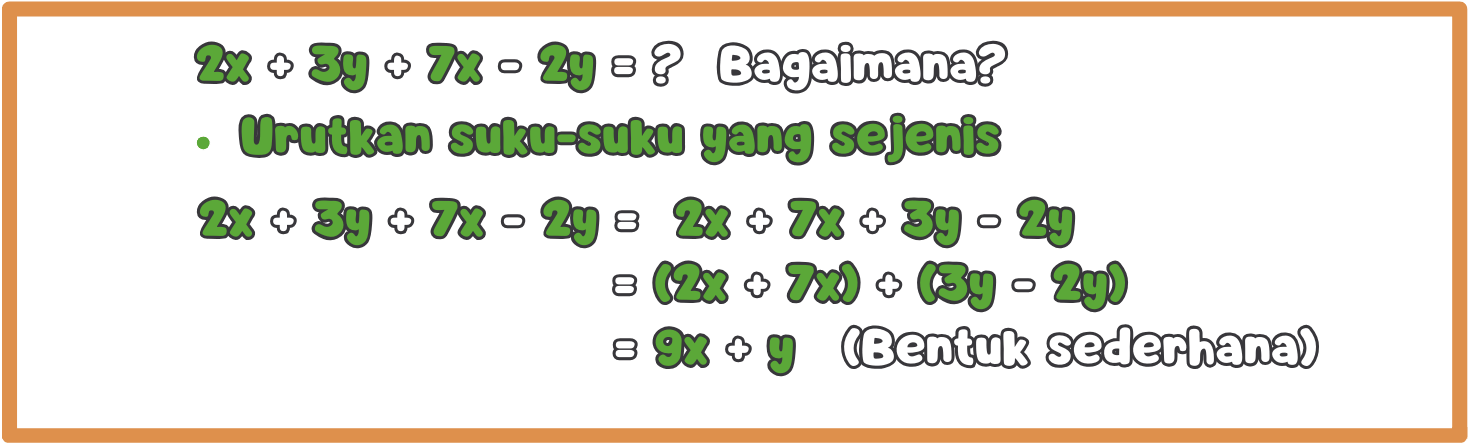 2x + 3y + 7x - 2y = ? Bagaimana?
• Urutkan suku-suku yang sejenis
2x + 3y + 7x - 2y = 2x + 7x + 3y - 2y
= (2x + 7x) + (3y - 2y)
= 9x + y (Bentuk sederhana)